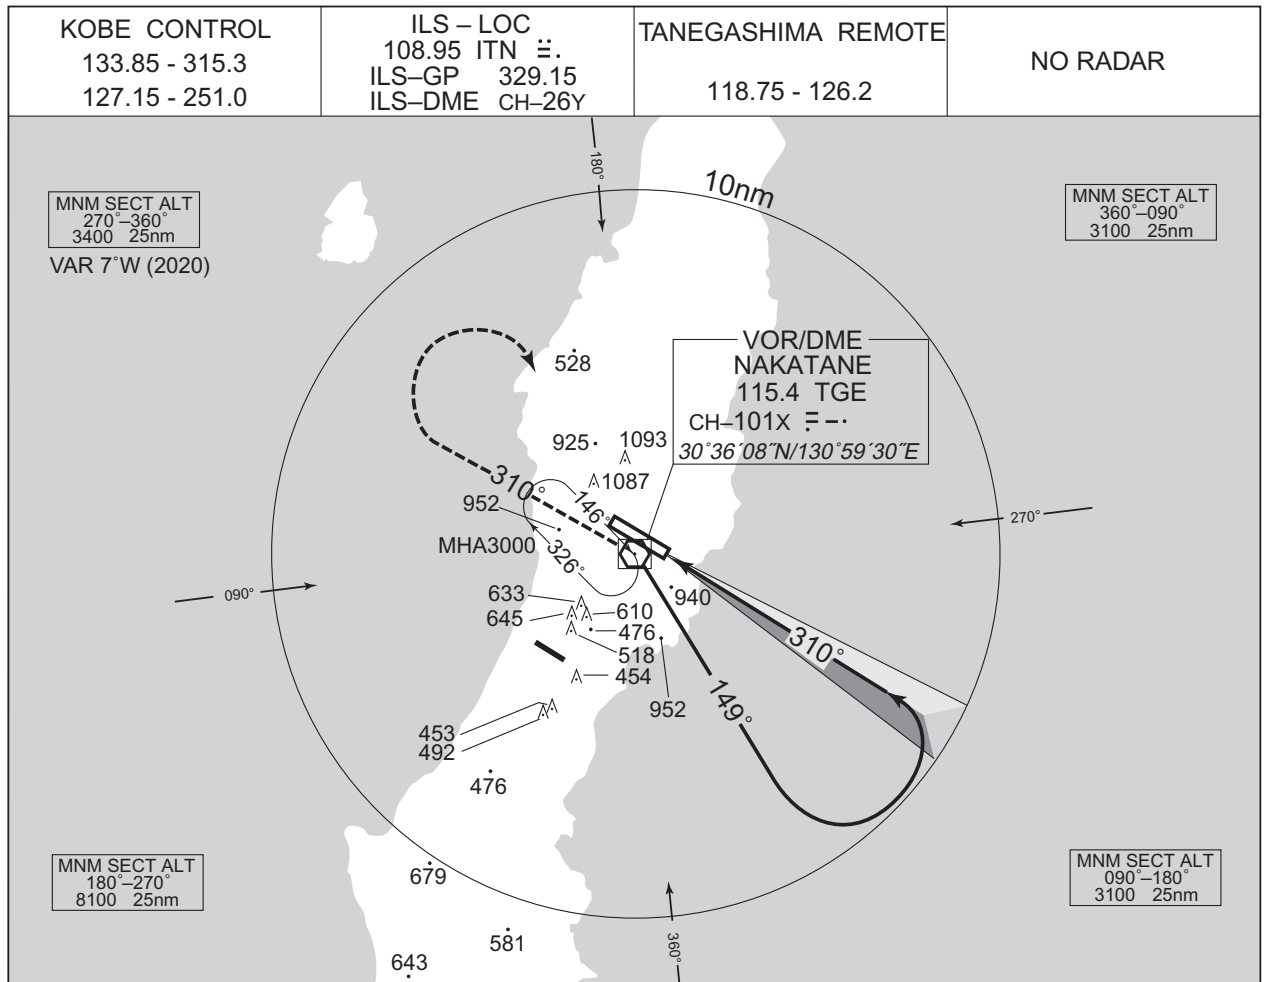 KOBE CONTROL
133.85 - 315.3
127.15 - 251.0
ILS – LOC
108.95 ITN
ILS–GP 329.15
ILS–DME CH–26Y
TANEGASHIMA REMOTE
118.75 - 126.2
NO RADAR
180°
10nm
MNM SECT ALT
270°–360°
3400 25nm
VAR 7°W (2020)
MNM SECT ALT
360°–090°
3100 25nm
528
VOR/DME
NAKATANE
115.4 TGE
CH–101X
30°36´08˝N/130°59´30˝E
925
1093
1087
310°
146°
952
MHA3000
326°
270°
090°
633
645
610
476
518
454
940
952
310°
149°
453
492
476
679
581
643
MNM SECT ALT
180°–270°
8100 25nm
MNM SECT ALT
090°–180°
3100 25nm
360°